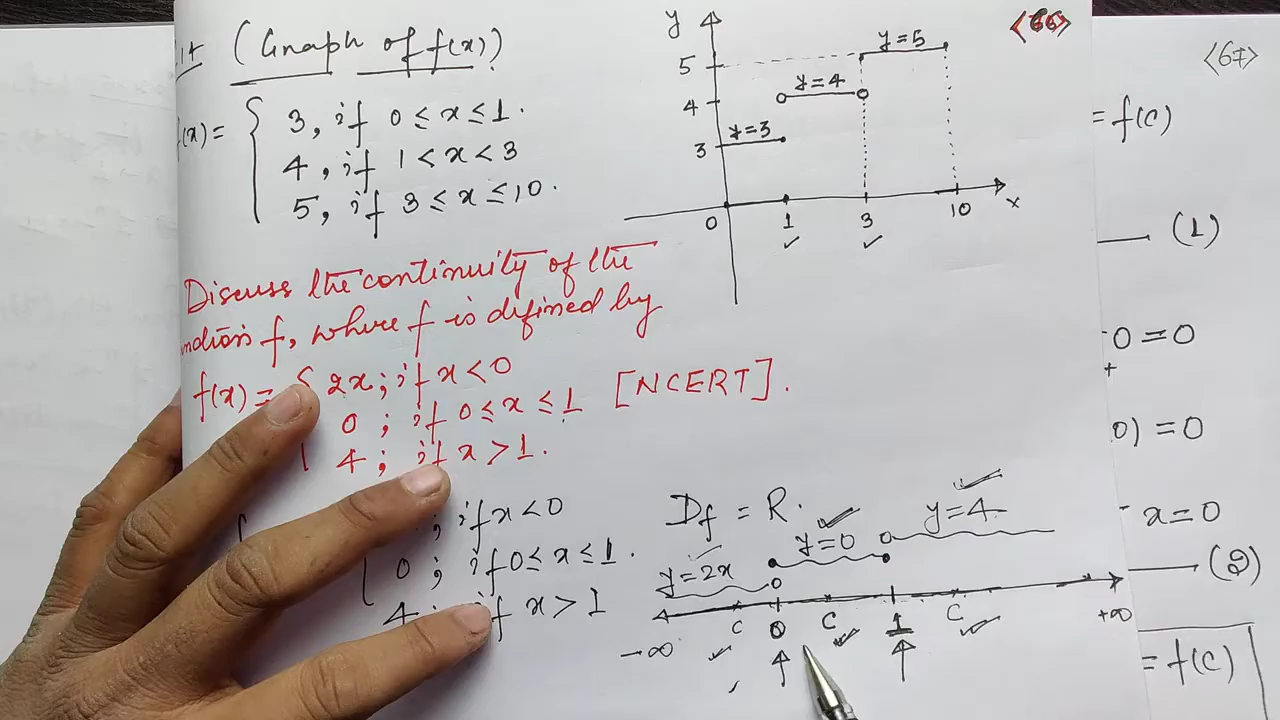 (Graph of f(x))
<66>
f(x) = { 3, if 0 ≤ x ≤ 1.
4, if 1 < x < 3
5, if 3 ≤ x ≤ 10.
y
5
4
3
y=5
y=4
y=3
0 1 3 10 x
Discuss the continuity of the
f, where f is defined by
f(x) = { 2x ; if x < 0
0 ; if 0 ≤ x ≤ 1 [NCERT].
4 ; if x > 1.
; if x < 0
0 ; if 0 ≤ x ≤ 1.
4 ; if x > 1
Df = R.
y=2x y=0 y=4
-∞ c 0 c 1 c +∞
<67>
= f(c)
(1)
0 = 0
+
0) = 0
x = 0
(2)
= f(c)